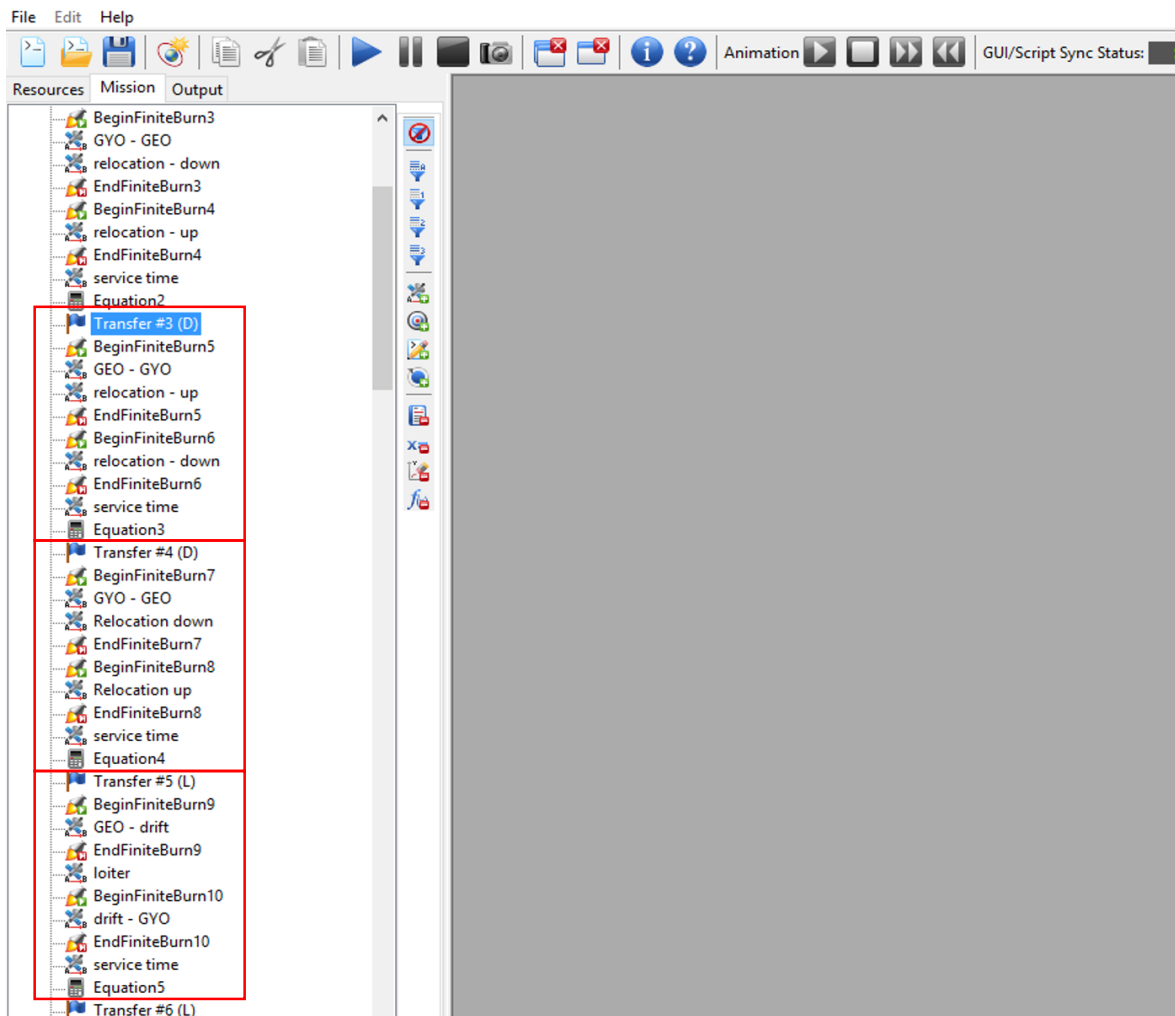 File Edit Help
Animation GUI/Script Sync Status:
Resources Mission Output
BeginFiniteBurn3
GYO - GEO
relocation - down
EndFiniteBurn3
BeginFiniteBurn4
relocation - up
EndFiniteBurn4
service time
Equation2
Transfer #3 (D)
BeginFiniteBurn5
GEO - GYO
relocation - up
EndFiniteBurn5
BeginFiniteBurn6
relocation - down
EndFiniteBurn6
service time
Equation3
Transfer #4 (D)
BeginFiniteBurn7
GYO - GEO
Relocation down
EndFiniteBurn7
BeginFiniteBurn8
Relocation up
EndFiniteBurn8
service time
Equation4
Transfer #5 (L)
BeginFiniteBurn9
GEO - drift
EndFiniteBurn9
loiter
BeginFiniteBurn10
drift - GYO
EndFiniteBurn10
service time
Equation5
Transfer #6 (L)